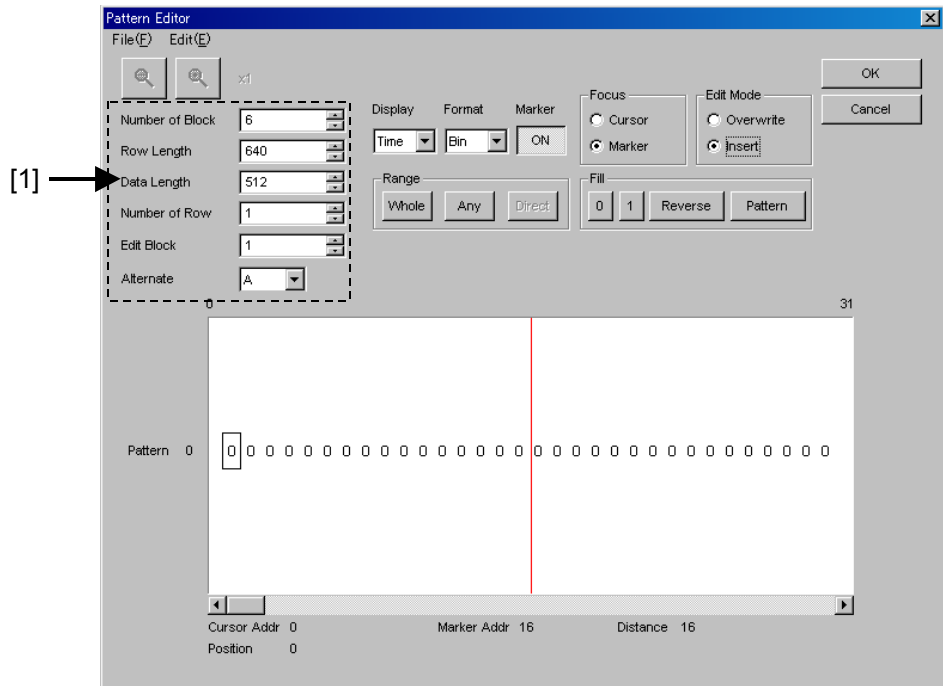 Pattern Editor
File(F) Edit(E)
x1
OK
Cancel
[1]
Number of Block 6
Row Length 640
Data Length 512
Number of Row 1
Edit Block 1
Alternate A
Display Format Marker
Time Bin ON
Focus
Cursor
Marker
Edit Mode
Overwrite
Insert
Range
Whole Any Direct
Fill
0 1 Reverse Pattern
0 31
Pattern 0 0 0 0 0 0 0 0 0 0 0 0 0 0 0 0 0 0 0 0 0 0 0 0 0 0 0 0 0 0 0 0 0
Cursor Addr 0 Marker Addr 16 Distance 16
Position 0